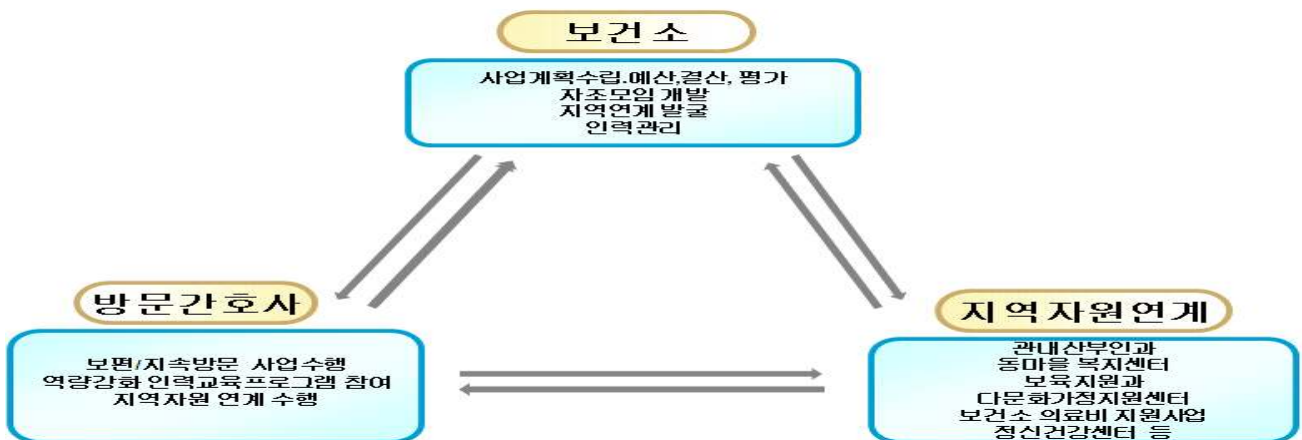 보건소
사업계획수립.예산,결산, 평가
자조모임 개발
지역연계 발굴
인력관리
방문간호사
보편/지속방문 사업수행
역량강화 인력교육프로그램 참여
지역자원 연계 수행
지역자원연계
관내산부인과
동마을 복지센터
보육지원과
다문화가정지원센터
보건소 의료비 지원사업
정신건강센터 등